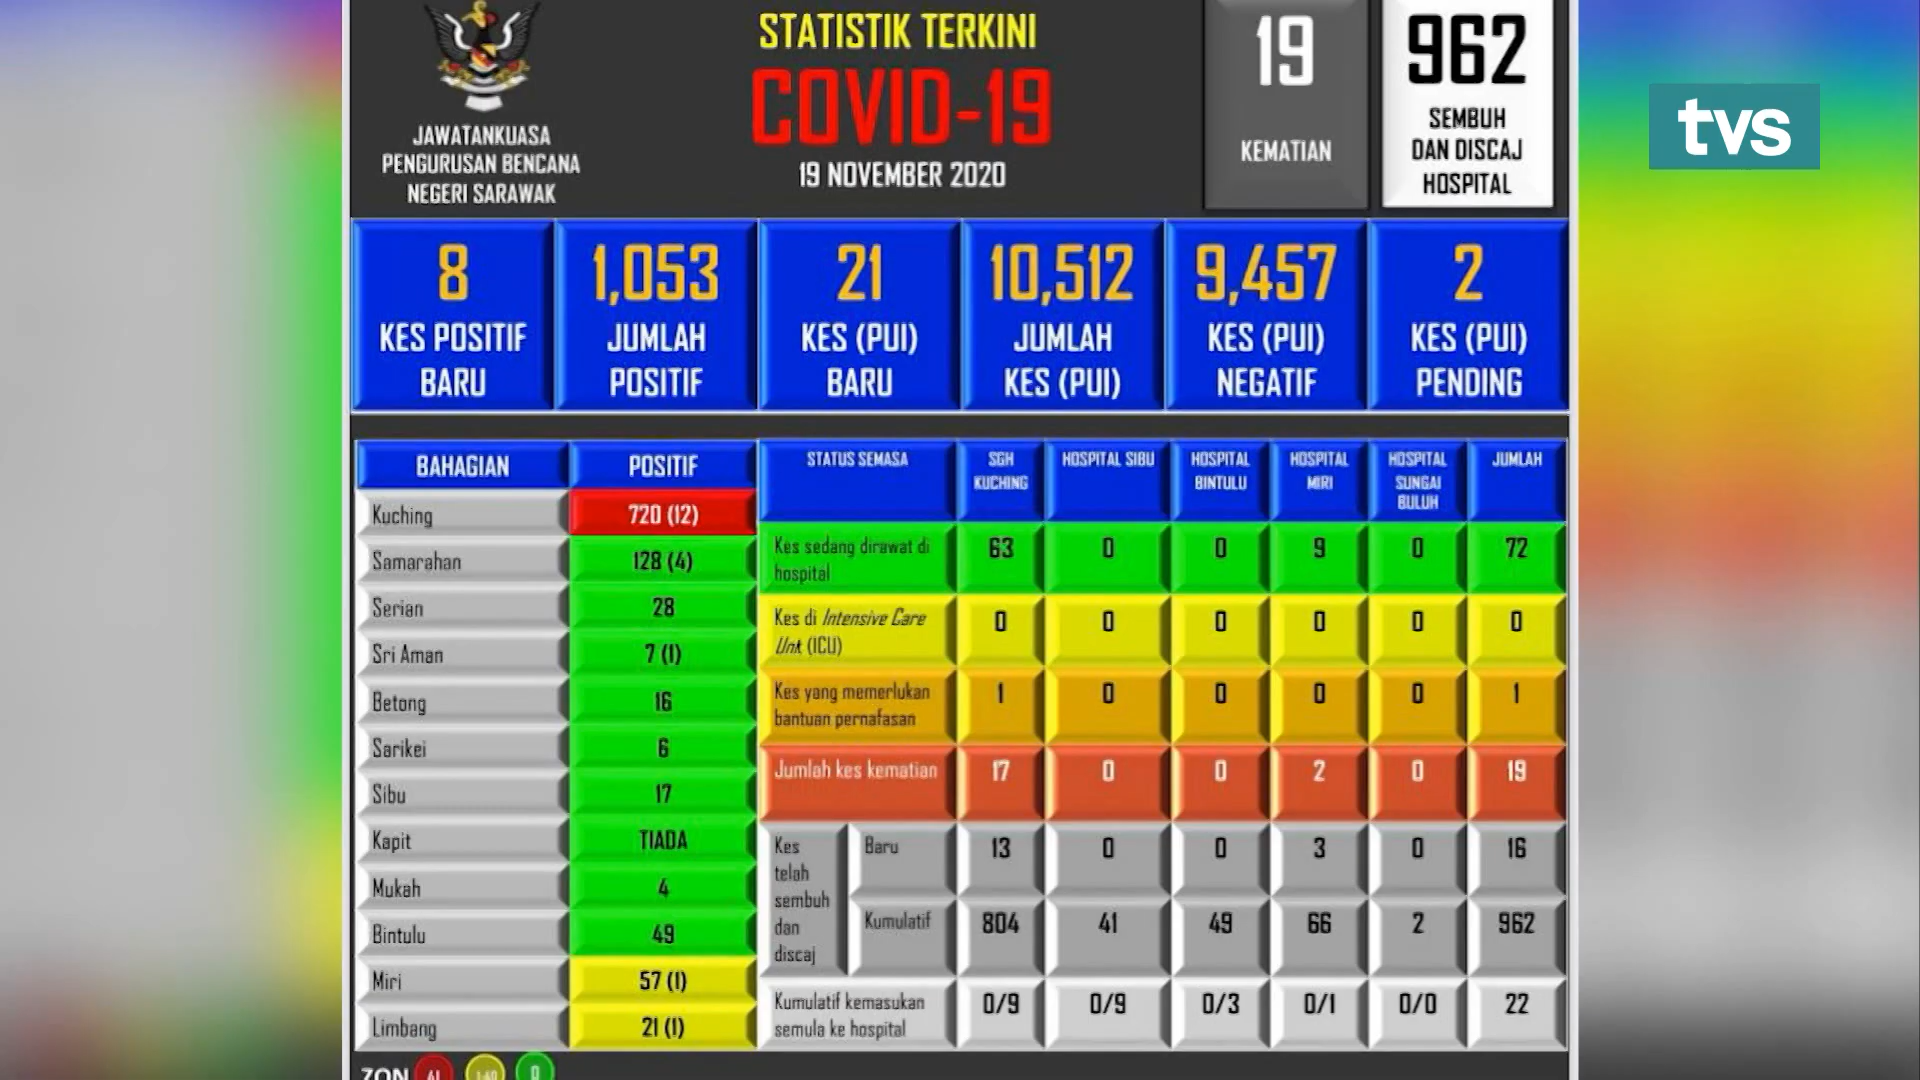 JAWATANKUASA
PENGURUSAN BENCANA
NEGERI SARAWAK
STATISTIK TERKINI
COVID-19
19 NOVEMBER 2020
19
KEMATIAN
962
SEMBUH
DAN DISCAJ
HOSPITAL
tvs
8
KES POSITIF
BARU
1,053
JUMLAH
POSITIF
21
KES (PUI)
BARU
10,512
JUMLAH
KES (PUI)
9,457
KES (PUI)
NEGATIF
2
KES (PUI)
PENDING
BAHAGIAN POSITIF
Kuching 720 (12)
Samarahan 128 (4)
Serian 28
Sri Aman 7 (1)
Betong 16
Sarikei 6
Sibu 17
Kapit TIADA
Mukah 4
Bintulu 49
Miri 57 (1)
Limbang 21 (1)
STATUS SEMASA
SGH
KUCHING
HOSPITAL SIBU
HOSPITAL
BINTULU
HOSPITAL
MIRI
HOSPITAL
SUNGAI
BULUH
JUMLAH
Kes sedang dirawat di
hospital
63 0 0 9 0 72
Kes di Intensive Care
Unit (ICU)
0 0 0 0 0 0
Kes yang memerlukan
bantuan pernafasan
1 0 0 0 0 1
Jumlah kes kematian 17 0 0 2 0 19
Kes
telah
sembuh
dan
discaj
Baru 13 0 0 3 0 16
Kumulatif 804 41 49 66 2 962
Kumulatif kemasukan
semula ke hospital
0/9 0/9 0/3 0/1 0/0 22
ZON 41 1-40 0